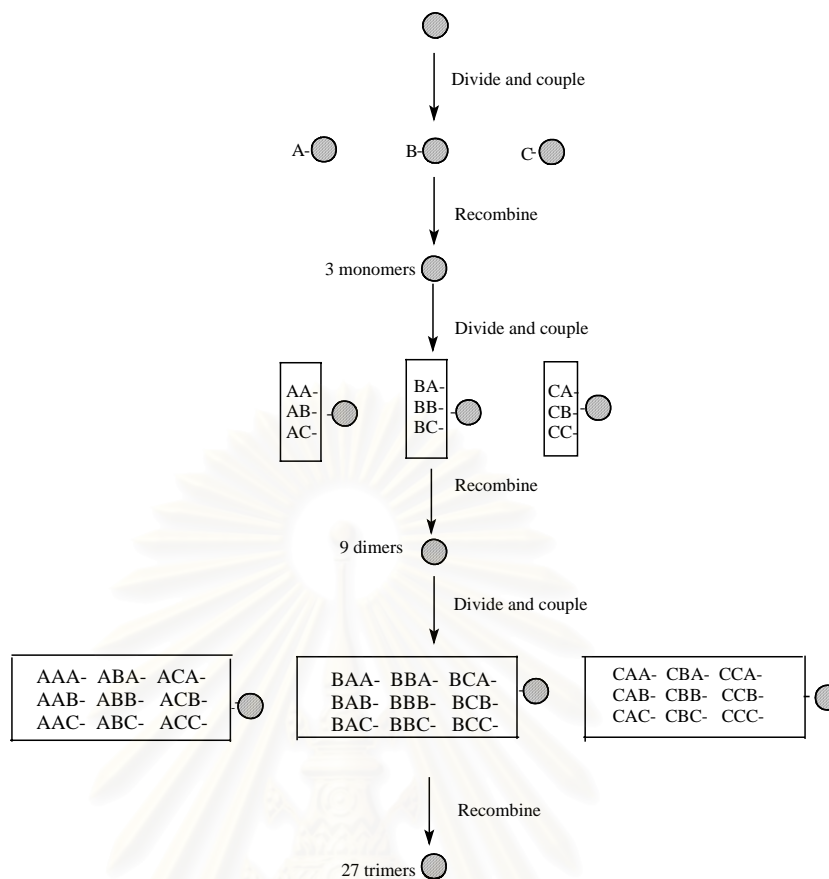 Divide and couple
A-
B-
C-
Recombine
3 monomers
Divide and couple
AA-
AB-
AC-
BA-
BB-
BC-
CA-
CB-
CC-
Recombine
9 dimers
Divide and couple
AAA- ABA- ACA-
AAB- ABB- ACB-
AAC- ABC- ACC-
BAA- BBA- BCA-
BAB- BBB- BCB-
BAC- BBC- BCC-
CAA- CBA- CCA-
CAB- CBB- CCB-
CAC- CBC- CCC-
Recombine
27 trimers